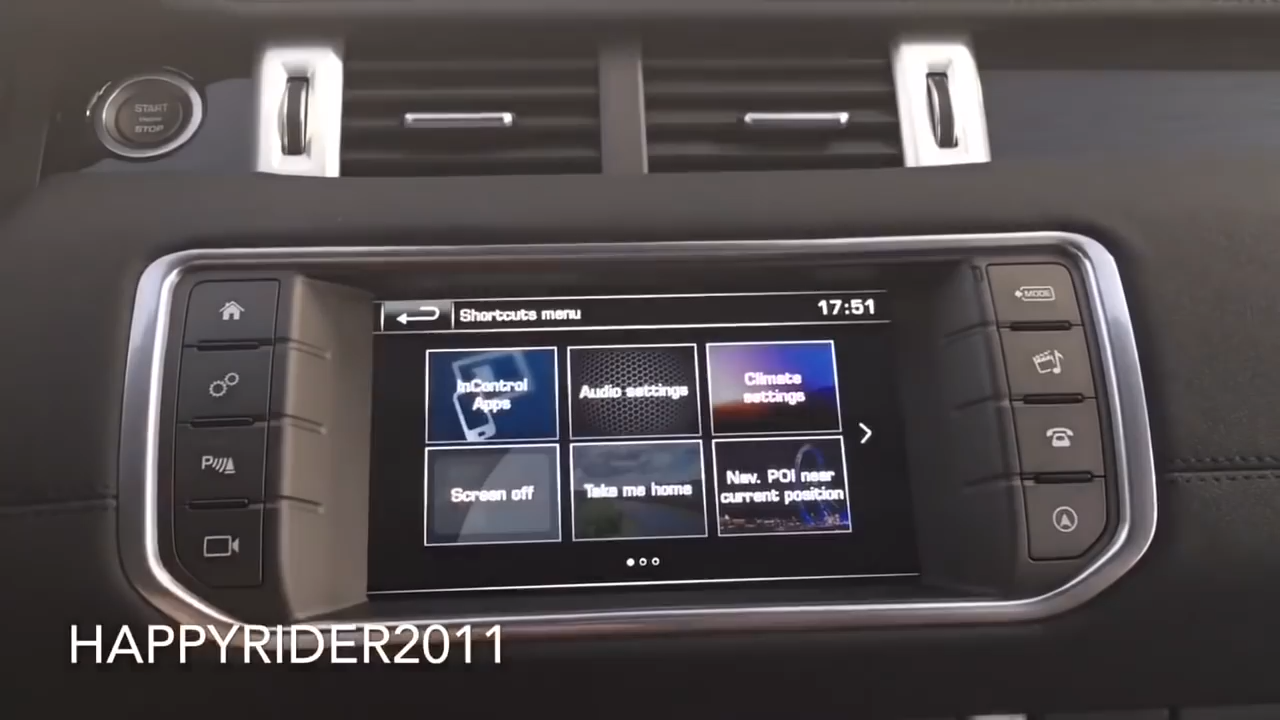 START
STOP
MODE
Shortcuts menu
17:51
InControl
Apps
Audio settings
Climate
settings
Screen off
Take me home
Nav. POI near
current position
P
HAPPYRIDER2011